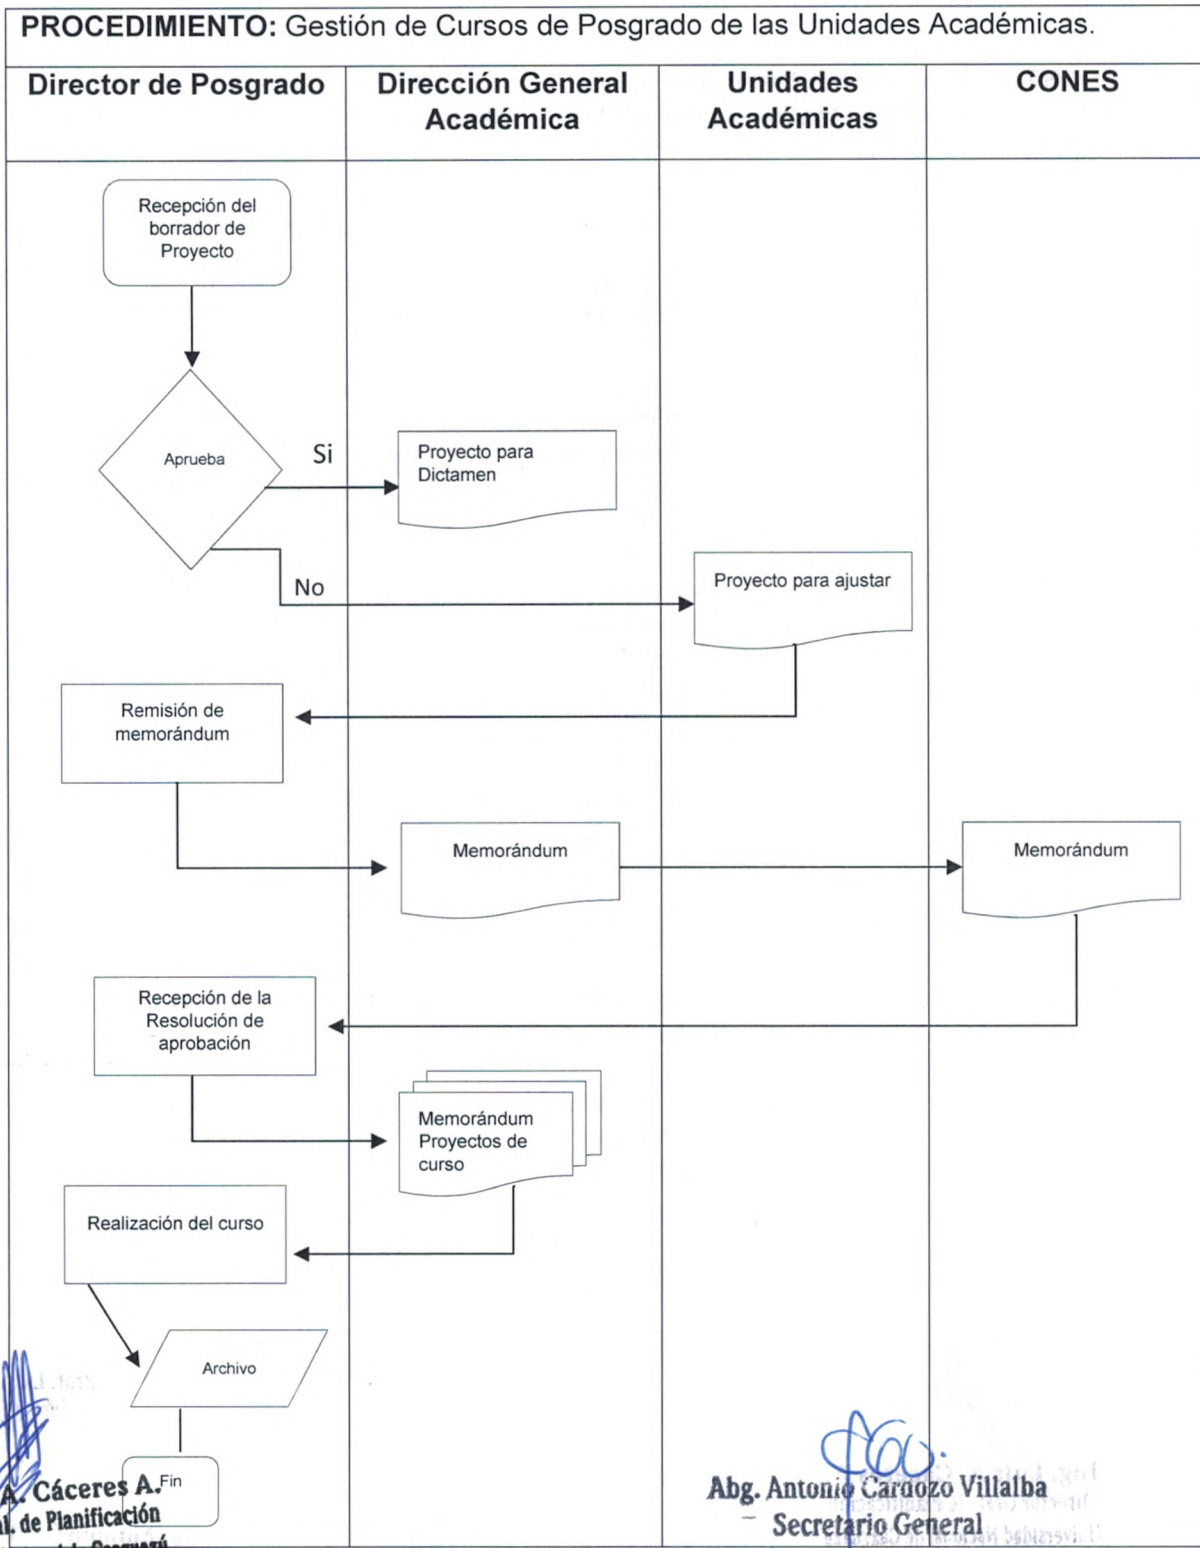 PROCEDIMIENTO: Gestión de Cursos de Posgrado de las Unidades Académicas.
Director de Posgrado
Dirección General
Académica
Unidades
Académicas
CONES
Recepción del
borrador de
Proyecto
Aprueba
Si
Proyecto para
Dictamen
No
Proyecto para ajustar
Remisión de
memorándum
Memorándum
Memorándum
Recepción de la
Resolución de
aprobación
Memorándum
Proyectos de
curso
Realización del curso
Archivo
Fin
A. Cáceres A.
al. de Planificación
Abg. Antonio Cardozo Villalba
Secretario General